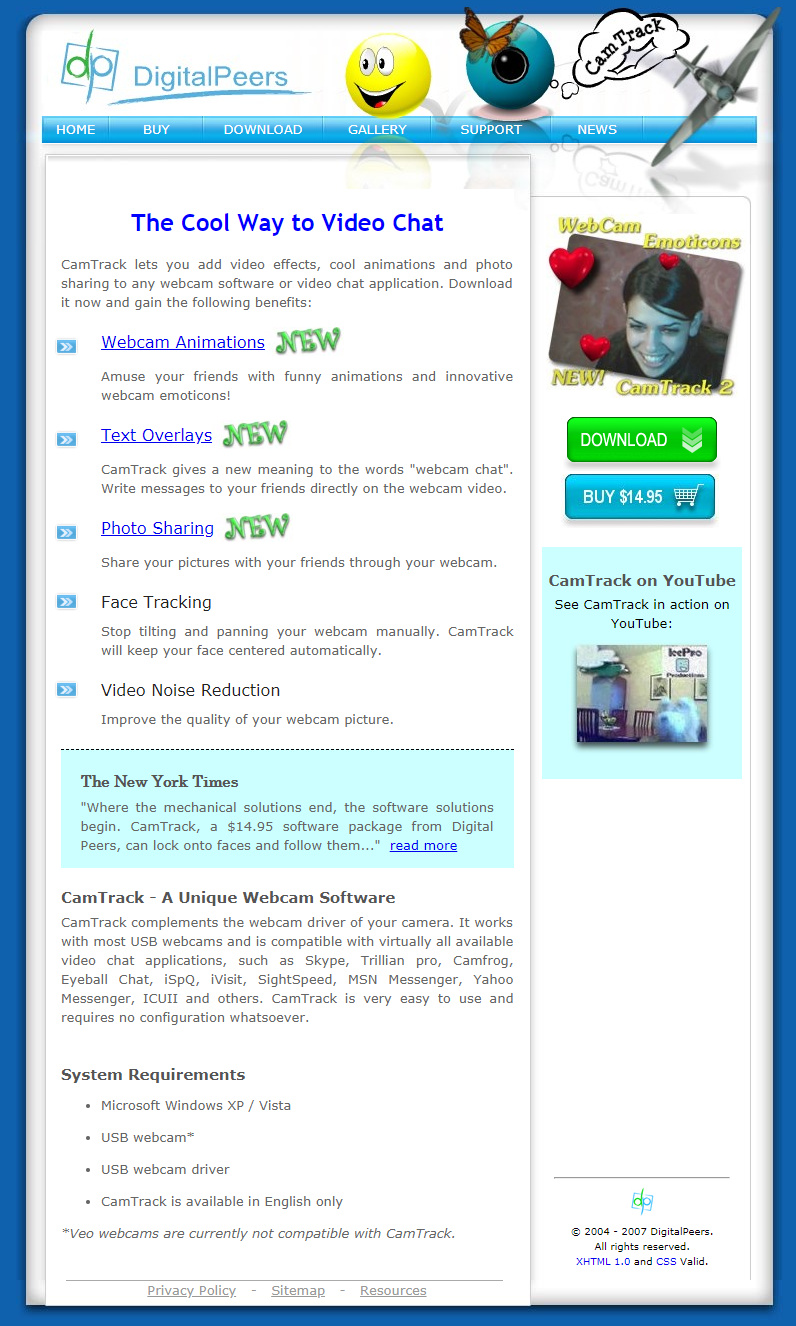 dp DigitalPeers
CamTrack
HOME BUY DOWNLOAD GALLERY SUPPORT NEWS
The Cool Way to Video Chat
CamTrack lets you add video effects, cool animations and photo
sharing to any webcam software or video chat application. Download
it now and gain the following benefits:
Webcam Animations NEW
Amuse your friends with funny animations and innovative
webcam emoticons!
Text Overlays NEW
CamTrack gives a new meaning to the words "webcam chat".
Write messages to your friends directly on the webcam video.
Photo Sharing NEW
Share your pictures with your friends through your webcam.
Face Tracking
Stop tilting and panning your webcam manually. CamTrack
will keep your face centered automatically.
Video Noise Reduction
Improve the quality of your webcam picture.
The New York Times
"Where the mechanical solutions end, the software solutions
begin. CamTrack, a $14.95 software package from Digital
Peers, can lock onto faces and follow them..." read more
CamTrack - A Unique Webcam Software
CamTrack complements the webcam driver of your camera. It works
with most USB webcams and is compatible with virtually all available
video chat applications, such as Skype, Trillian pro, Camfrog,
Eyeball Chat, iSpQ, iVisit, SightSpeed, MSN Messenger, Yahoo
Messenger, ICUII and others. CamTrack is very easy to use and
requires no configuration whatsoever.
System Requirements
• Microsoft Windows XP / Vista
• USB webcam*
• USB webcam driver
• CamTrack is available in English only
*Veo webcams are currently not compatible with CamTrack.
Privacy Policy - Sitemap - Resources
WebCam
Emoticons
NEW!
CamTrack 2
DOWNLOAD
BUY $14.95
CamTrack on YouTube
See CamTrack in action on
YouTube:
IcePro
Productions
dp
© 2004 - 2007 DigitalPeers.
All rights reserved.
XHTML 1.0 and CSS Valid.